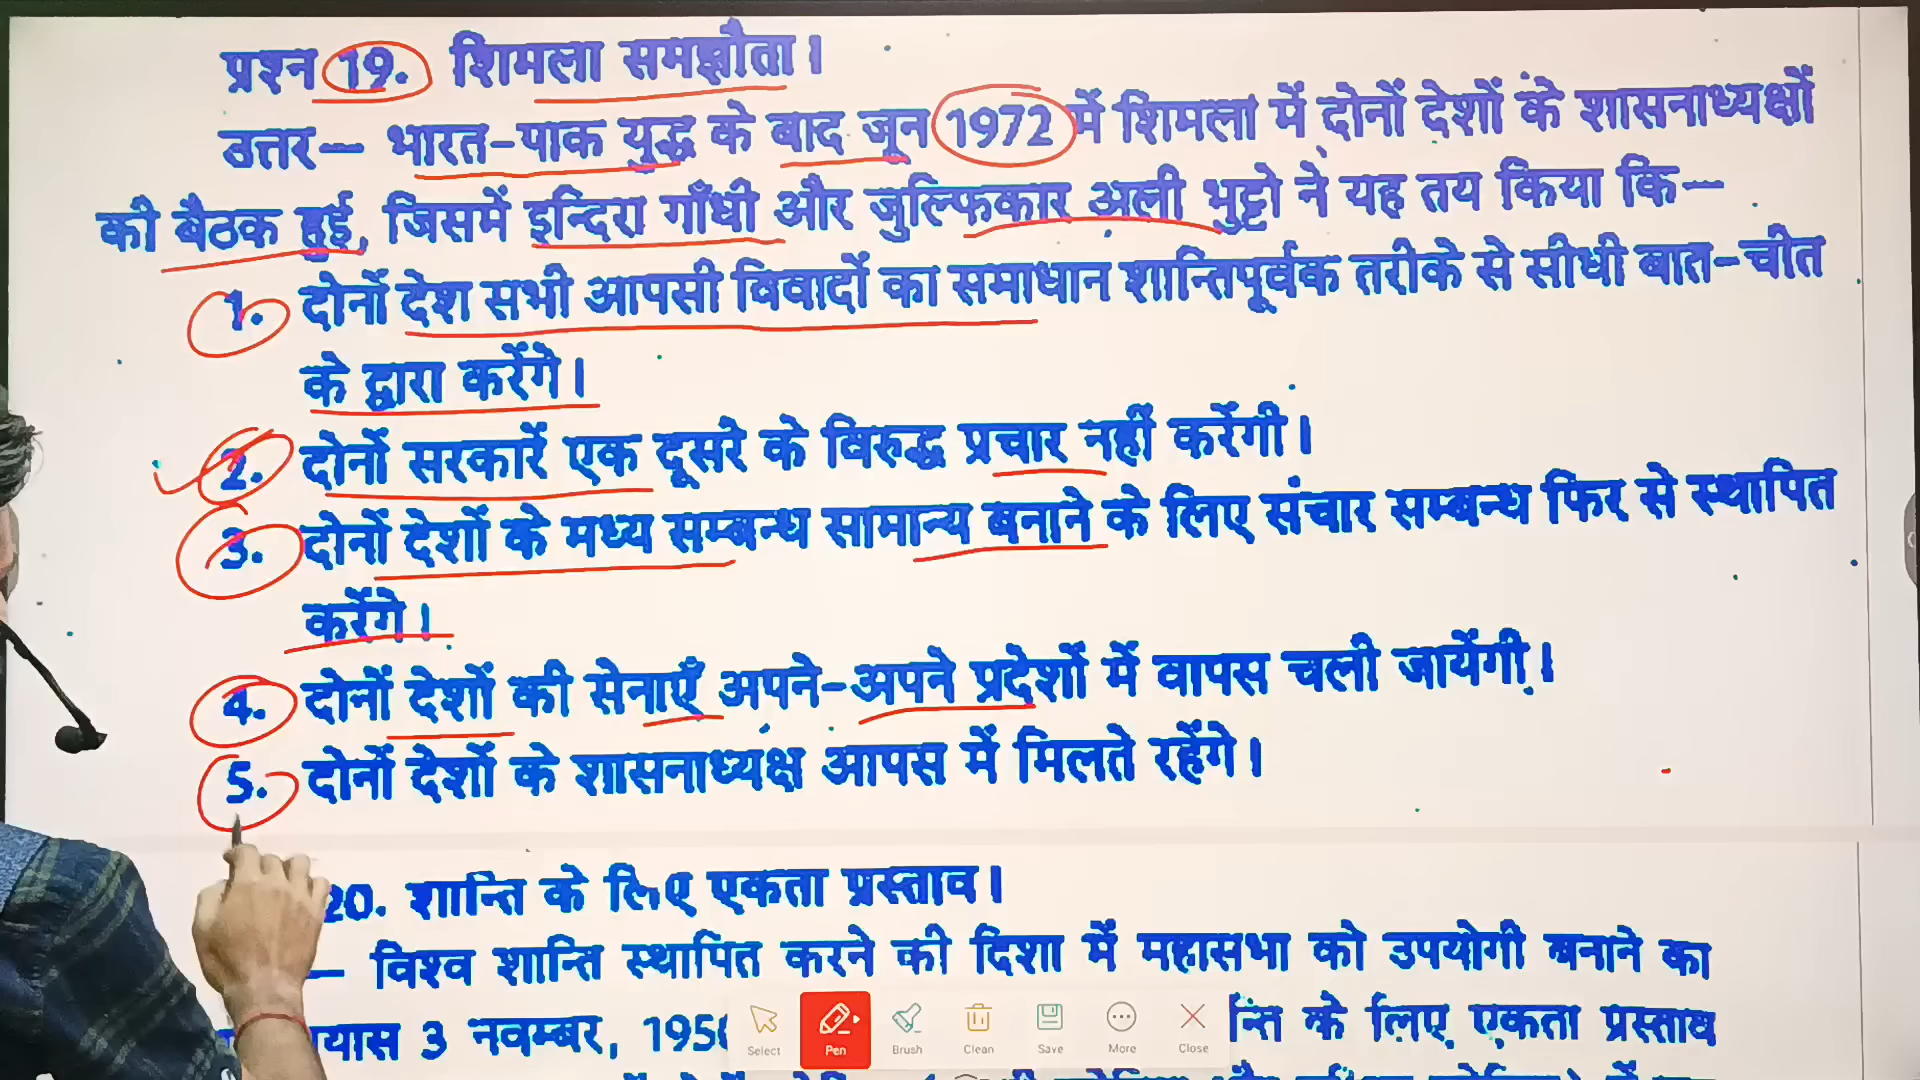 प्रश्न 19. शिमला समझौता।
उत्तर— भारत-पाक युद्ध के बाद जून 1972 में शिमला में दोनों देशों के शासनाध्यक्षों
की बैठक हुई, जिसमें इन्दिरा गाँधी और जुल्फिकार अली भुट्टो ने यह तय किया कि—
1. दोनों देश सभी आपसी विवादों का समाधान शान्तिपूर्वक तरीके से सीधी बात-चीत
के द्वारा करेंगे।
2. दोनों सरकारें एक दूसरे के विरुद्ध प्रचार नहीं करेंगी।
3. दोनों देशों के मध्य सम्बन्ध सामान्य बनाने के लिए संचार सम्बन्ध फिर से स्थापित
करेंगे।
4. दोनों देशों की सेनाएँ अपने-अपने प्रदेशों में वापस चली जायेंगी।
5. दोनों देशों के शासनाध्यक्ष आपस में मिलते रहेंगे।
20. शान्ति के लिए एकता प्रस्ताव।
— विश्व शान्ति स्थापित करने की दिशा में महासभा को उपयोगी बनाने का
3 नवम्बर, के लिए एकता प्रस्ताव
Select Pen Brush Clean Save More Close